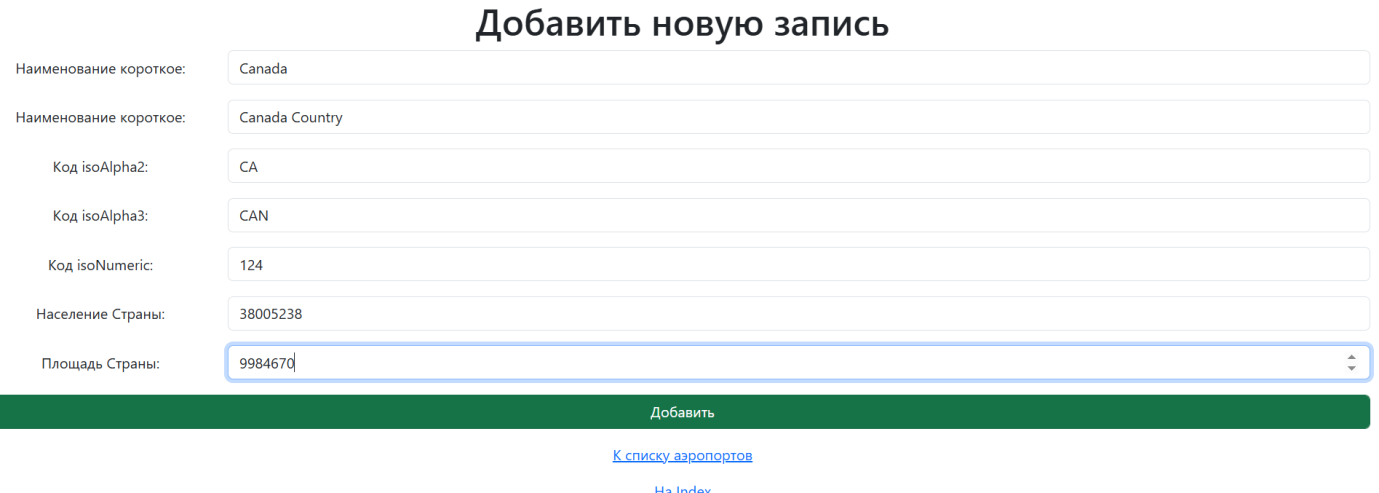 Добавить новую запись
Наименование короткое: Canada
Наименование короткое: Canada Country
Код isoAlpha2: CA
Код isoAlpha3: CAN
Код isoNumeric: 124
Население Страны: 38005238
Площадь Страны: 9984670
Добавить
К списку аэропортов
На Index